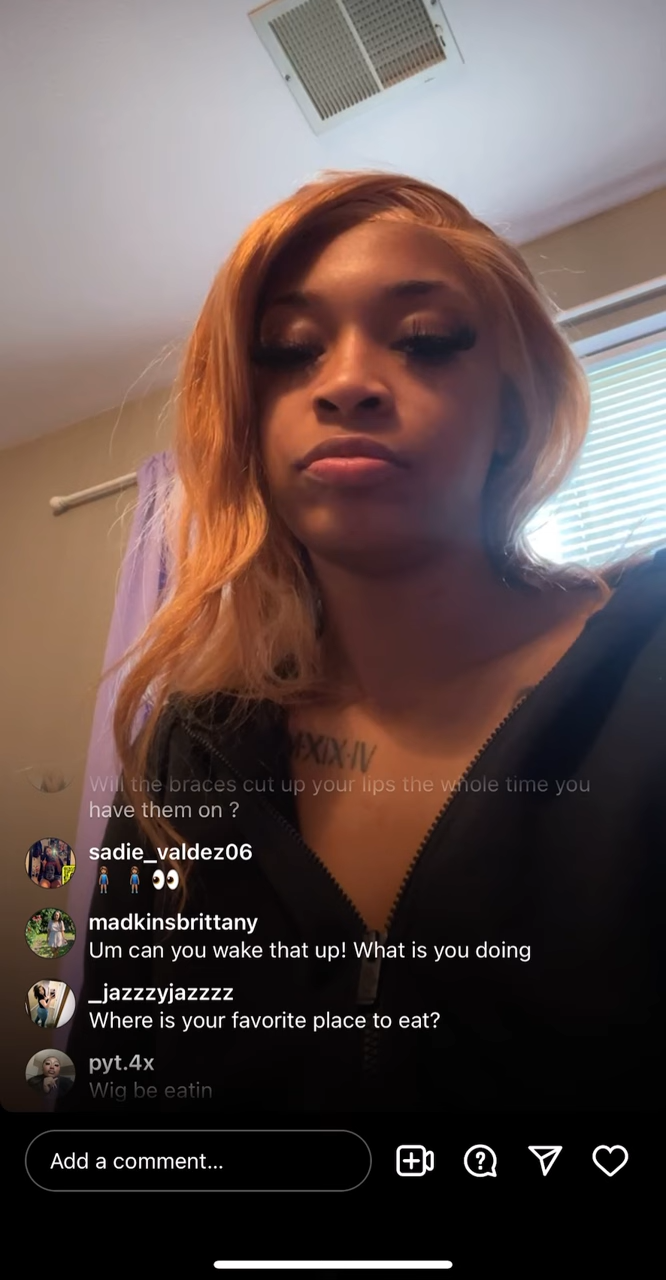 XIX·IV
Will the braces cut up your lips the whole time you
have them on ?
sadie_valdez06
🧍🏽‍♀️ 🧍🏽‍♀️ 👀
madkinsbrittany
Um can you wake that up! What is you doing
_jazzzyjazzzz
Where is your favorite place to eat?
pyt.4x
Wig be eatin
Add a comment...